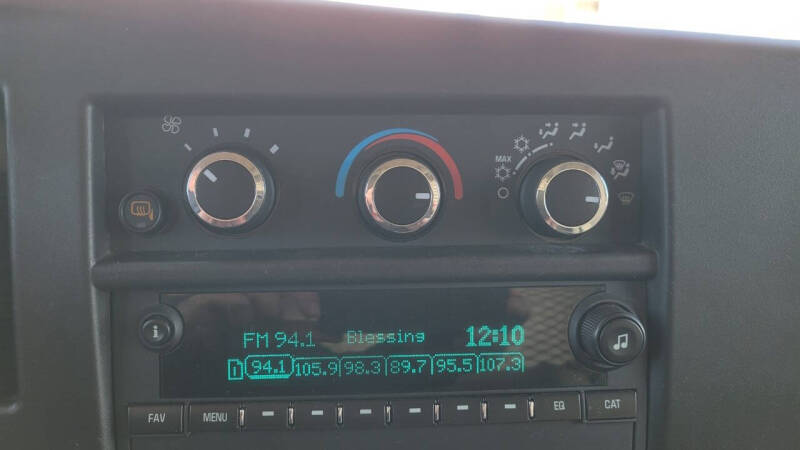 MAX
i
FM 94.1 Blessing 12:10
1 94.1 105.9 98.3 89.7 95.5 107.3
FAV MENU EQ CAT